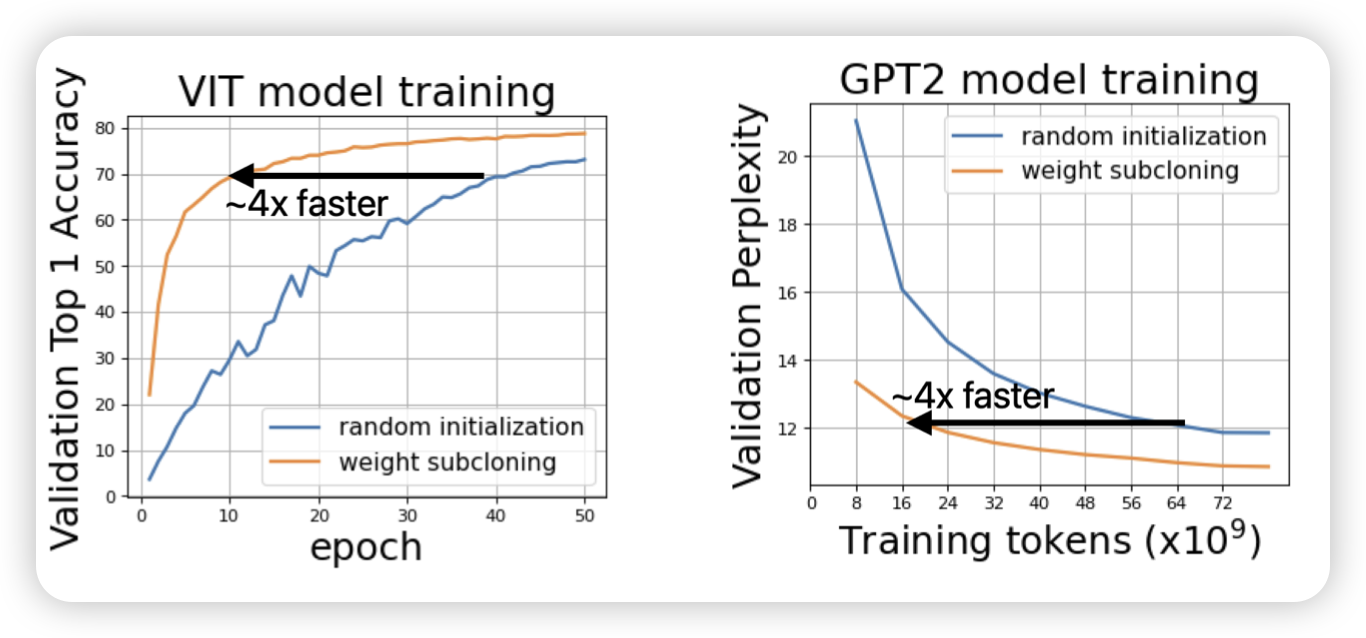 VIT model training
Validation Top 1 Accuracy
80
70
60
50
40
30
20
10
0
~4x faster
random initialization
weight subcloning
0 10 20 30 40 50
epoch
GPT2 model training
Validation Perplexity
20
18
16
14
12
random initialization
weight subcloning
~4x faster
0 8 16 24 32 40 48 56 64 72
Training tokens (x10⁹)